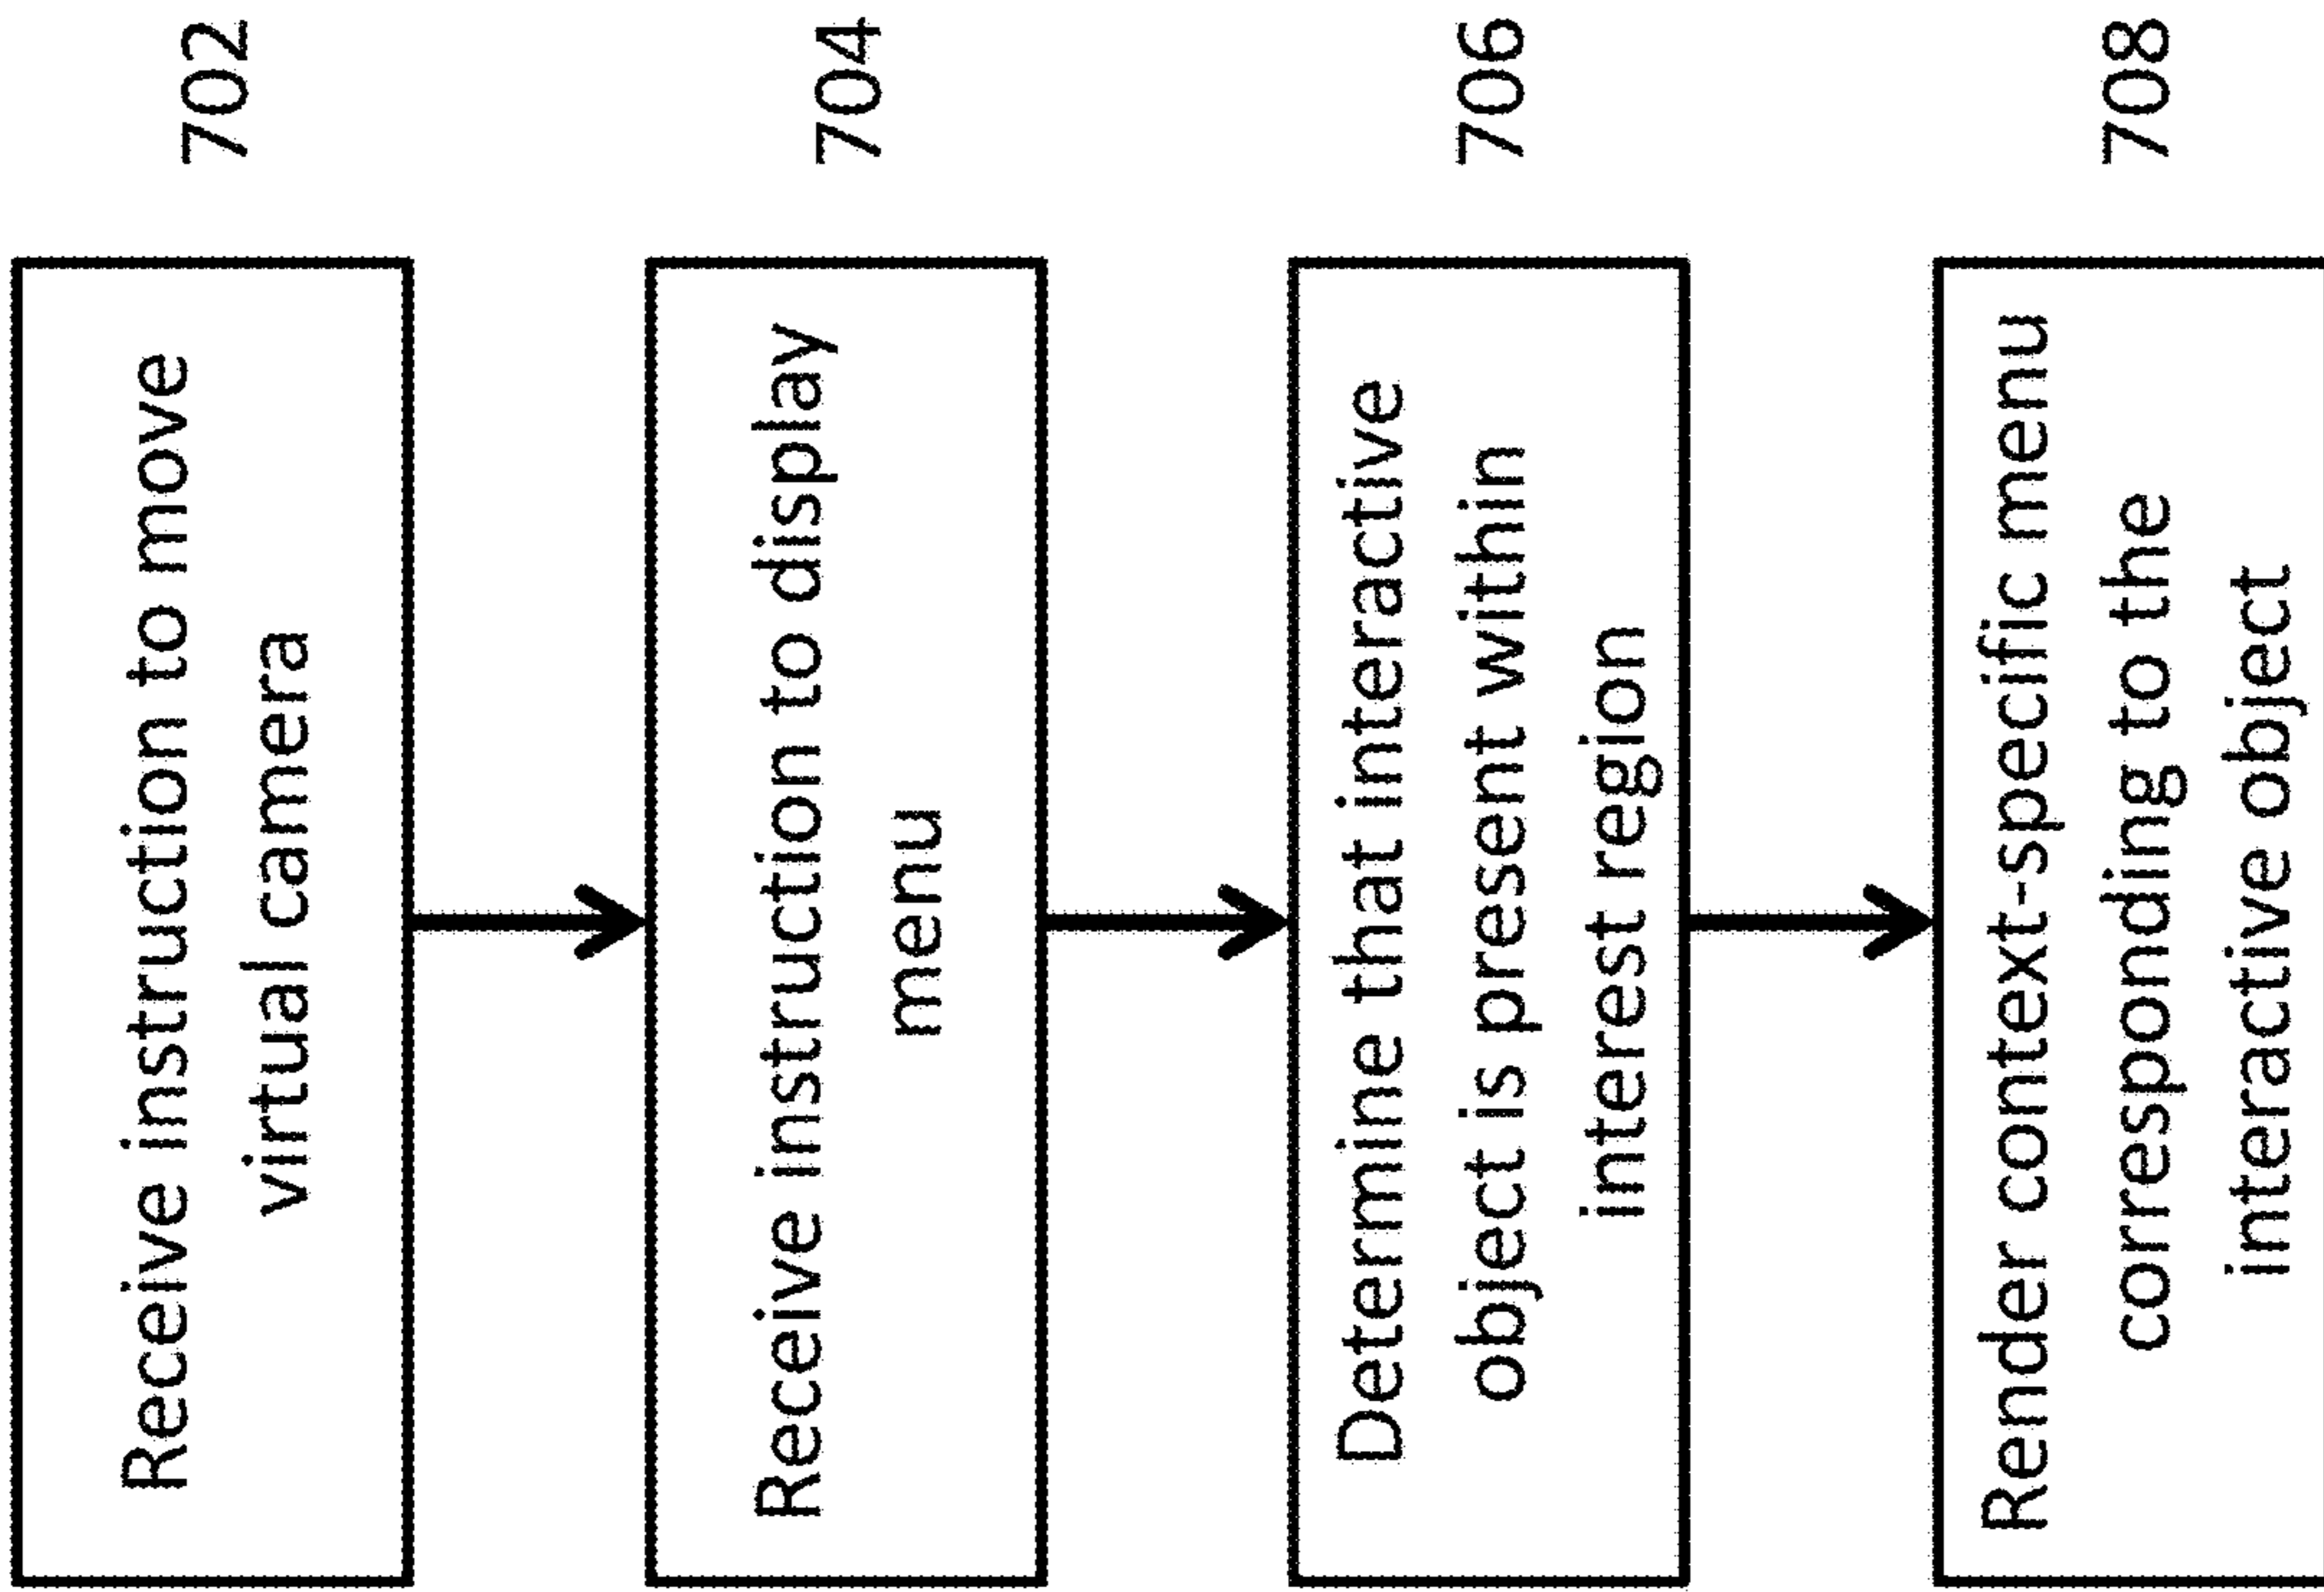 Receive instruction to move
virtual camera
702
Receive instruction to display
menu
704
Determine that interactive
object is present within
interest region
706
Render context-specific menu
corresponding to the
interactive object
708